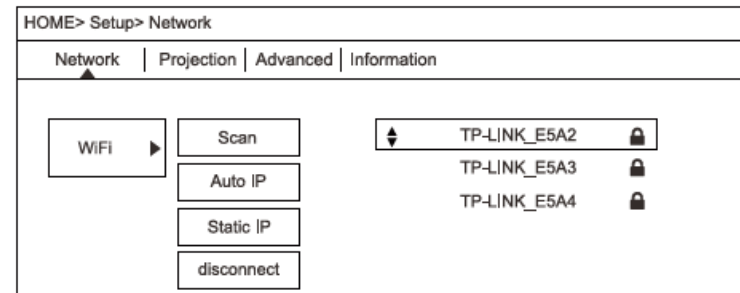 HOME> Setup> Network
Network Projection Advanced Information
WiFi
Scan
Auto IP
Static IP
disconnect
TP-LINK_E5A2
TP-LINK_E5A3
TP-LINK_E5A4